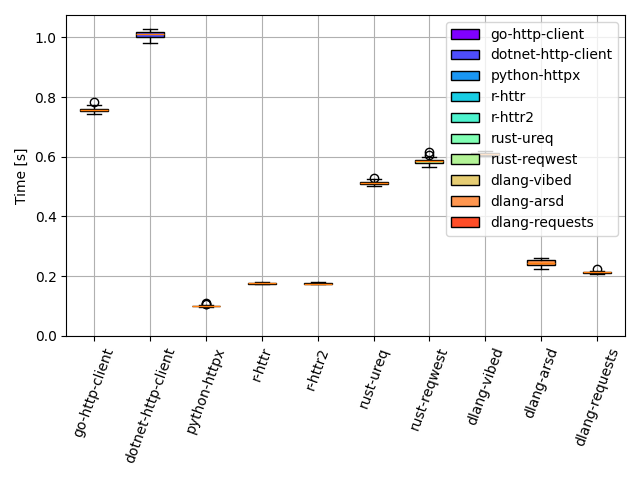 Time [s]
1.0
0.8
0.6
0.4
0.2
0.0
go-http-client
dotnet-http-client
python-httpx
r-httr
r-httr2
rust-ureq
rust-reqwest
dlang-vibed
dlang-arsd
dlang-requests
go-http-client
dotnet-http-client
python-httpx
r-httr
r-httr2
rust-ureq
rust-reqwest
dlang-vibed
dlang-arsd
dlang-requests